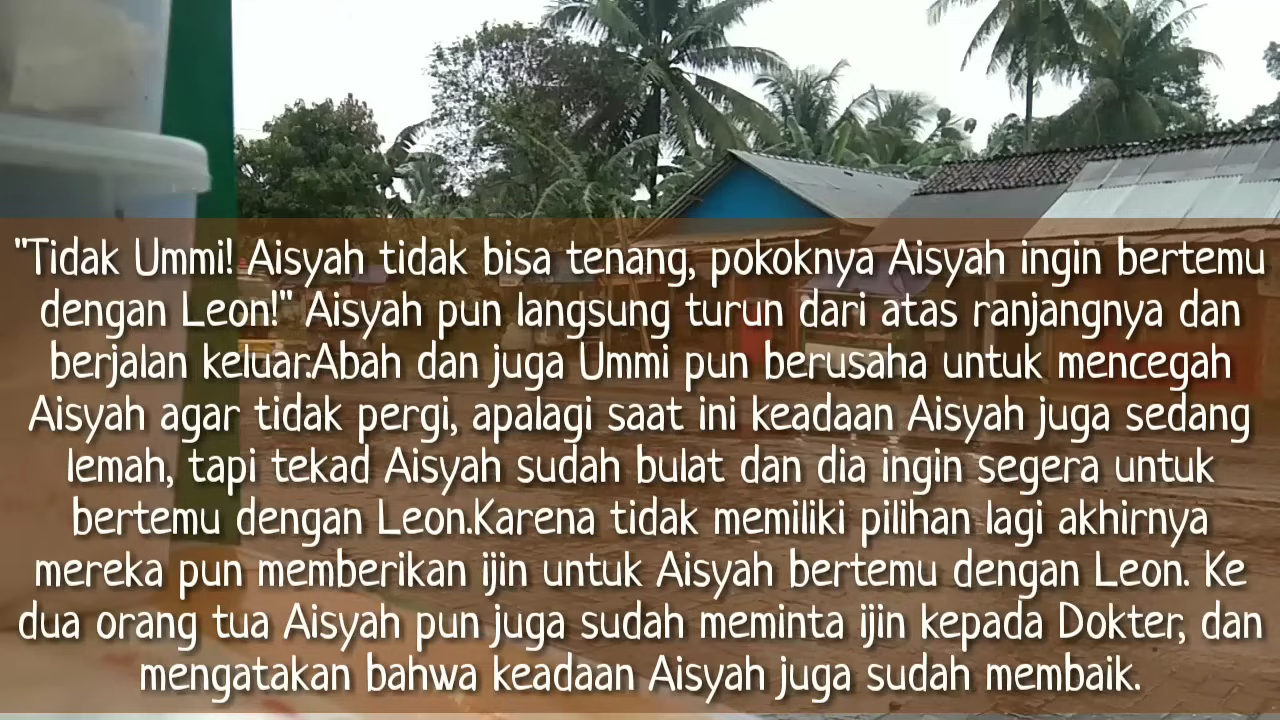 "Tidak Ummi! Aisyah tidak bisa tenang, pokoknya Aisyah ingin bertemu
dengan Leon!" Aisyah pun langsung turun dari atas ranjangnya dan
berjalan keluar.Abah dan juga Ummi pun berusaha untuk mencegah
Aisyah agar tidak pergi, apalagi saat ini keadaan Aisyah juga sedang
lemah, tapi tekad Aisyah sudah bulat dan dia ingin segera untuk
bertemu dengan Leon.Karena tidak memiliki pilihan lagi akhirnya
mereka pun memberikan ijin untuk Aisyah bertemu dengan Leon. Ke
dua orang tua Aisyah pun juga sudah meminta ijin kepada Dokter, dan
mengatakan bahwa keadaan Aisyah juga sudah membaik.